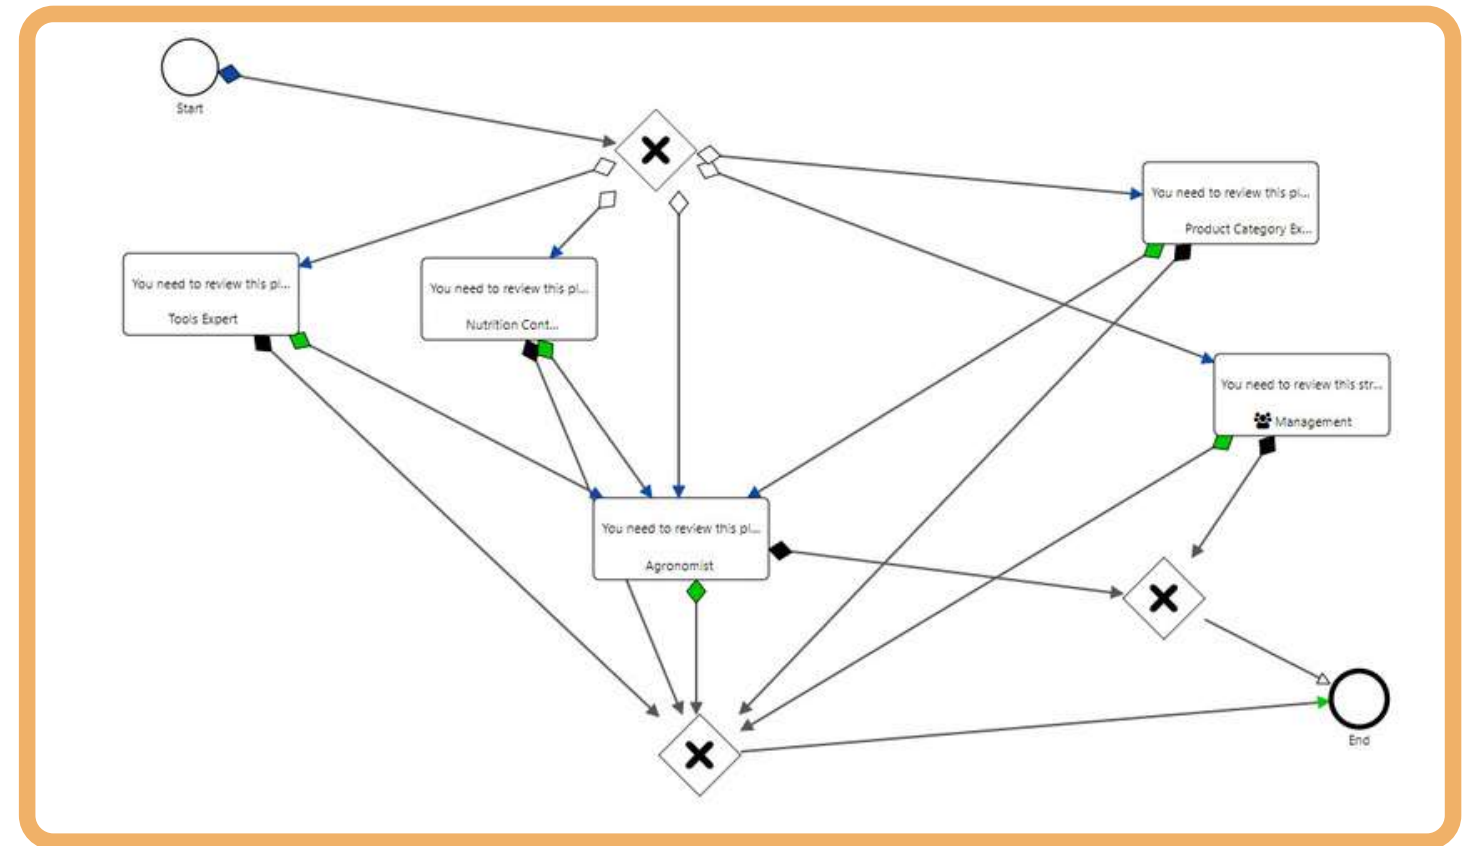 Start
You need to review this pl...
Product Category Ex...
You need to review this pl...
Tools Expert
You need to review this pl...
Nutrition Cont...
You need to review this str...
Management
You need to review this pl...
Agronomist
End